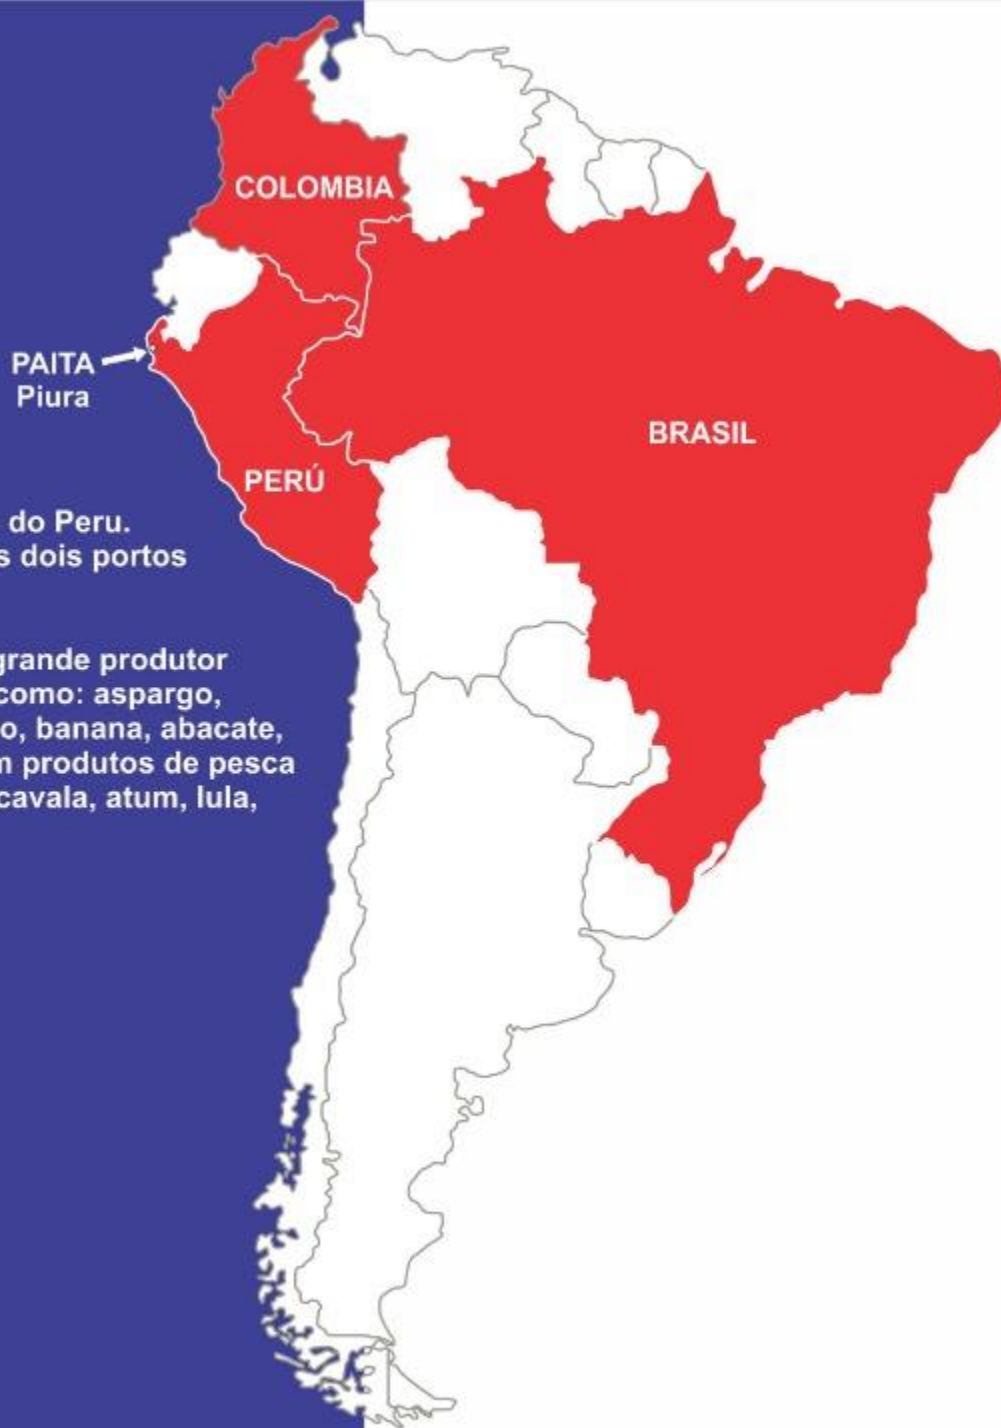 COLOMBIA
PAITA
Piura
BRASIL
PERÚ
do Peru.
s dois portos
grande produtor
como: aspargo,
o, banana, abacate,
m produtos de pesca
cavala, atum, lula,